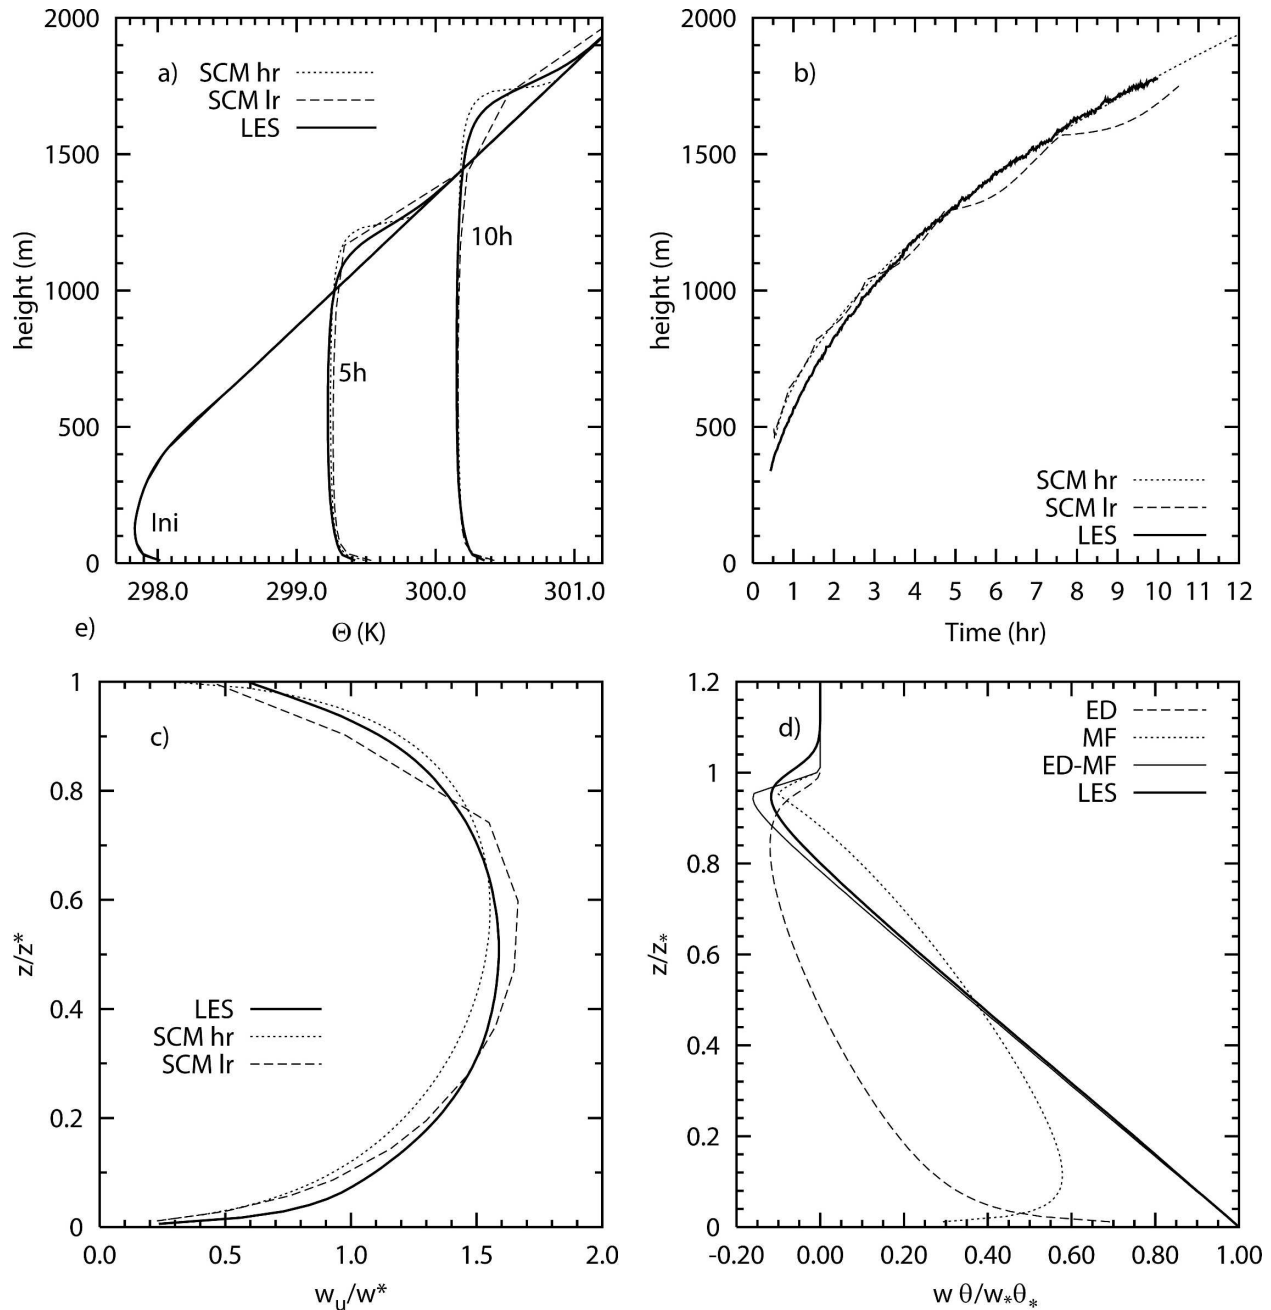 2000
1500
1000
500
0
height (m)
a)
SCM hr
SCM lr
LES
10h
5h
Ini
298.0 299.0 300.0 301.0
Θ (K)
2000
1500
1000
500
0
height (m)
b)
SCM hr
SCM lr
LES
0 1 2 3 4 5 6 7 8 9 10 11 12
Time (hr)
e)
1
0.8
0.6
0.4
0.2
0
z/z*
c)
LES
SCM hr
SCM lr
0.0 0.5 1.0 1.5 2.0
w_u/w*
1.2
1
0.8
0.6
0.4
0.2
0
z/z_*
d)
ED
MF
ED-MF
LES
-0.20 0.00 0.20 0.40 0.60 0.80 1.00
w θ/w_*θ_*